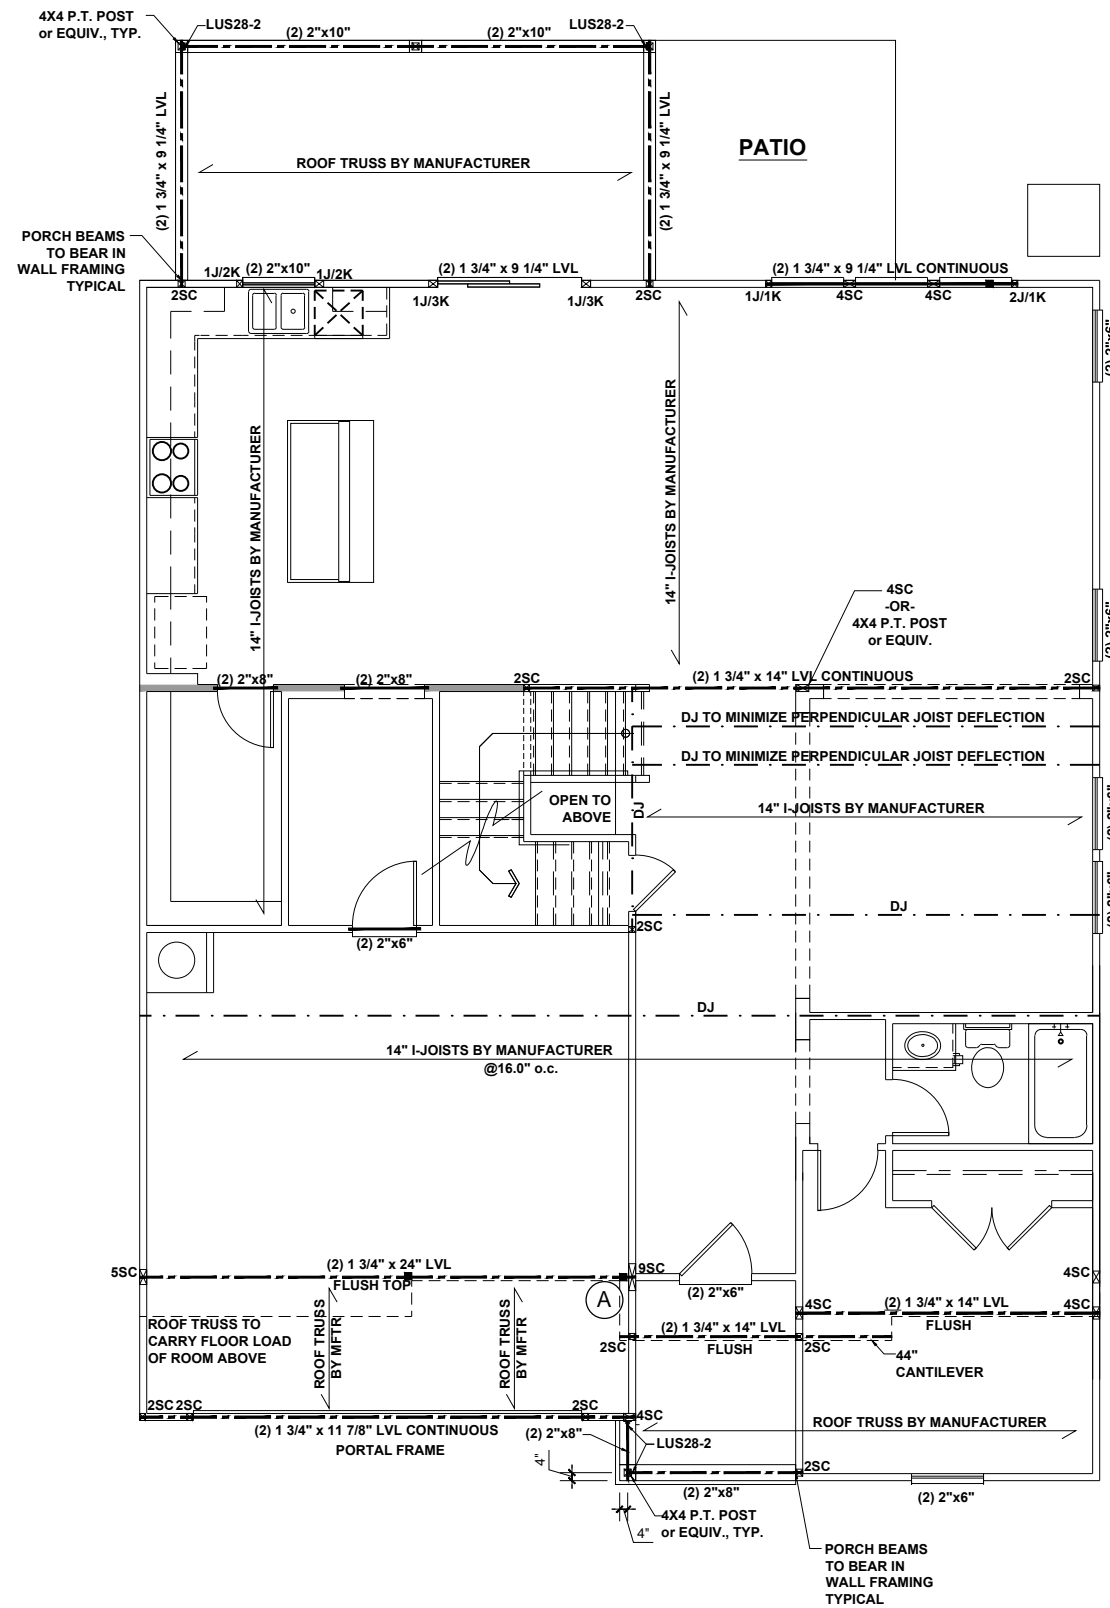 4X4 P.T. POST
or EQUIV., TYP.
LUS28-2
(2) 2"x10"
(2) 2"x10"
LUS28-2
(2) 1 3/4" x 9 1/4" LVL
(2) 1 3/4" x 9 1/4" LVL
PATIO
ROOF TRUSS BY MANUFACTURER
PORCH BEAMS
TO BEAR IN
WALL FRAMING
TYPICAL
2SC
1J/2K
(2) 2"x10"
1J/2K
(2) 1 3/4" x 9 1/4" LVL
1J/3K
1J/3K
2SC
(2) 1 3/4" x 9 1/4" LVL CONTINUOUS
1J/1K
4SC
4SC
2J/1K
(2) 2"x6"
14" I-JOISTS BY MANUFACTURER
14" I-JOISTS BY MANUFACTURER
4SC
-OR-
4X4 P.T. POST
or EQUIV.
(2) 2"x6"
(2) 2"x8"
(2) 2"x8"
2SC
(2) 1 3/4" x 14" LVL CONTINUOUS
2SC
DJ TO MINIMIZE PERPENDICULAR JOIST DEFLECTION
DJ TO MINIMIZE PERPENDICULAR JOIST DEFLECTION
OPEN TO
ABOVE
DJ
14" I-JOISTS BY MANUFACTURER
(2) 2"x6"
(2) 2"x6"
DJ
2SC
(2) 2"x6"
DJ
14" I-JOISTS BY MANUFACTURER
@16.0" o.c.
5SC
(2) 1 3/4" x 24" LVL
FLUSH TOP
9SC
A
(2) 2"x6"
4SC
4SC
(2) 1 3/4" x 14" LVL
FLUSH
4SC
ROOF TRUSS TO
CARRY FLOOR LOAD
OF ROOM ABOVE
ROOF TRUSS
BY MFTR
ROOF TRUSS
BY MFTR
2SC
(2) 1 3/4" x 14" LVL
FLUSH
2SC
44"
CANTILEVER
2SC
2SC
2SC
4SC
(2) 1 3/4" x 11 7/8" LVL CONTINUOUS
PORTAL FRAME
(2) 2"x8"
LUS28-2
ROOF TRUSS BY MANUFACTURER
4"
2SC
(2) 2"x8"
(2) 2"x6"
4"
4X4 P.T. POST
or EQUIV., TYP.
PORCH BEAMS
TO BEAR IN
WALL FRAMING
TYPICAL